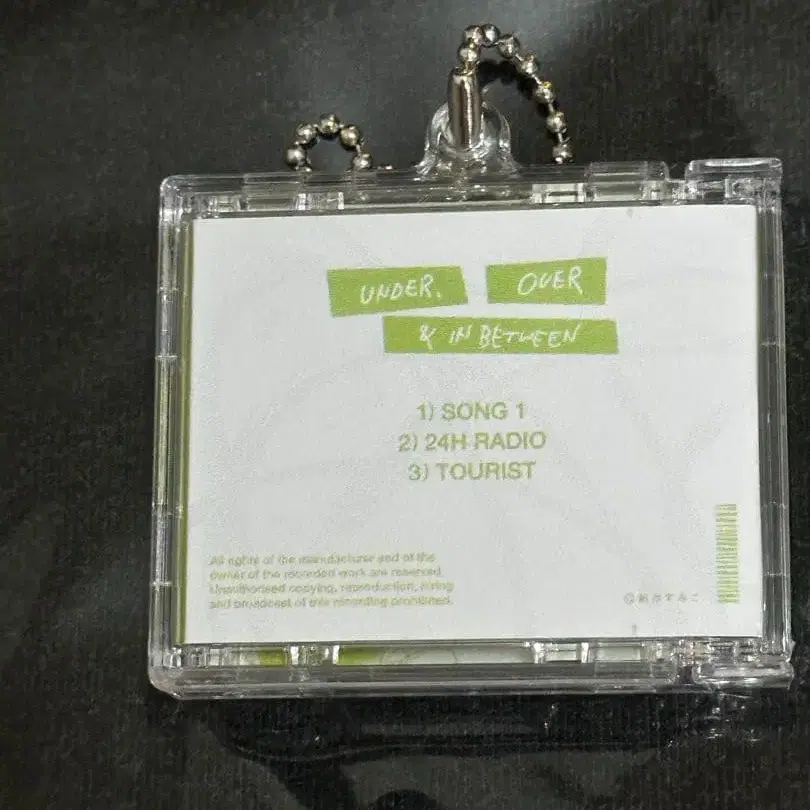 UNDER. OVER
& IN BETWEEN
1) SONG 1
2) 24H RADIO
3) TOURIST
All rights of the manufacturer and of the
owner of the recorded work are reserved.
Unauthorised copying, reproduction, hiring
and broadcast of this recording prohibited.